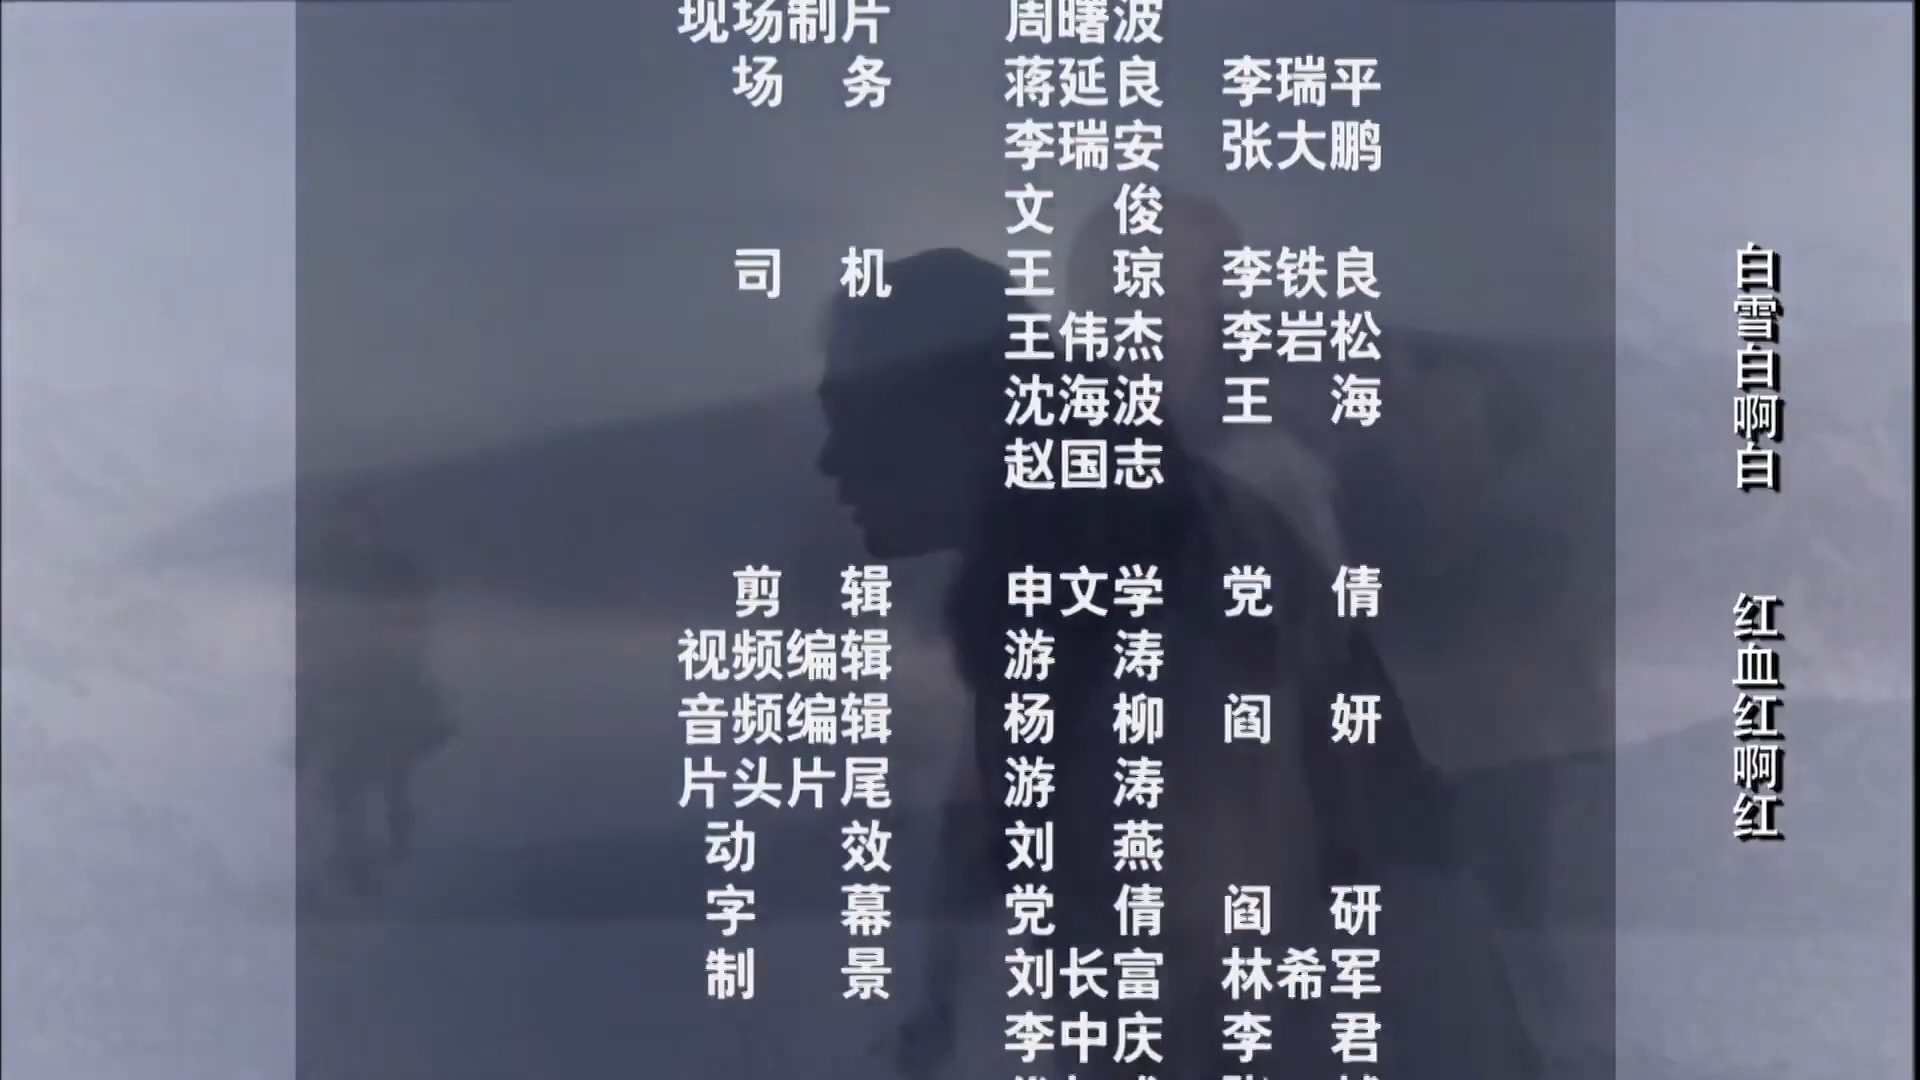 现场制片 周曙波
场 务 蒋延良 李瑞平
李瑞安 张大鹏
文 俊
司 机 王 琼 李铁良
王伟杰 李岩松
沈海波 王 海
赵国志
剪 辑 申文学 党 倩
视频编辑 游 涛
音频编辑 杨 柳 阎 妍
片头片尾 游 涛
动 效 刘 燕
字 幕 党 倩 阎 研
制 景 刘长富 林希军
李中庆 李 君
白雪白啊白 红血红啊红